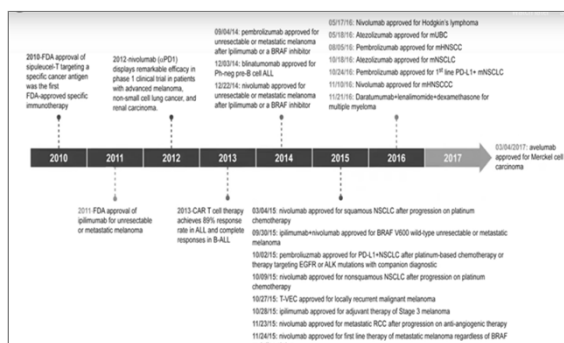 2010-FDA approval of
sipuleucel-T targeting a
specific cancer antigen
was the first
FDA-approved specific
immunotherapy
2012-nivolumab (αPD1)
displays remarkable efficacy in
phase 1 clinical trial in patients
with advanced melanoma,
non-small cell lung cancer, and
renal carcinoma.
09/04/14: pembrolizumab approved for
unresectable or metastatic melanoma
after Ipilimumab or a BRAF inhibitor
12/03/14: blinatumomab approved for
Ph-neg pre-B cell ALL
12/22/14: nivolumab approved for
unresectable or metastatic melanoma
after Ipilimumab or a BRAF inhibitor
05/17/16: Nivolumab approved for Hodgkin's lymphoma
05/18/16: Atezolizumab approved for mUBC
08/05/16: Pembrolizumab approved for mHNSCC
10/18/16: Atezolizumab approved for mNSCLC
10/24/16: Pembrolizumab approved for 1st line PD-L1+ mNSCLC
11/10/16: Nivolumab approved for mHNSCCC
11/21/16: Daratumumab+lenalimomide+dexamethasone for
multiple myeloma
2010
2011
2012
2013
2014
2015
2016
2017
03/04/2017: avelumab
approved for Merckel cell
carcinoma
2011-FDA approval of
ipilimumab for unresectable
or metastatic melanoma
2013-CAR T cell therapy
achieves 89% response
rate in ALL and complete
responses in B-ALL
03/04/15: nivolumab approved for squamous NSCLC after progression on platinum
chemotherapy
09/30/15: ipilimumab+nivolumab approved for BRAF V600 wild-type unresectable or metastatic
melanoma
10/02/15: pembroliuzmab for PD-L1+NSCLC after platinum-based chemotherapy or
therapy targeting EGFR or ALK mutations with companion diagnostic
10/09/15: nivolumab approved for nonsquamous NSCLC after progression on platinum
chemotherapy
10/27/15: T-VEC approved for locally recurrent malignant melanoma
10/28/15: ipilimumab approved for adjuvant therapy of Stage 3 melanoma
11/23/15: nivolumab approved for metastatic RCC after progression on anti-angiogenic therapy
11/24/15: nivolumab approved for first line therapy of metastatic melanoma regardless of BRAF